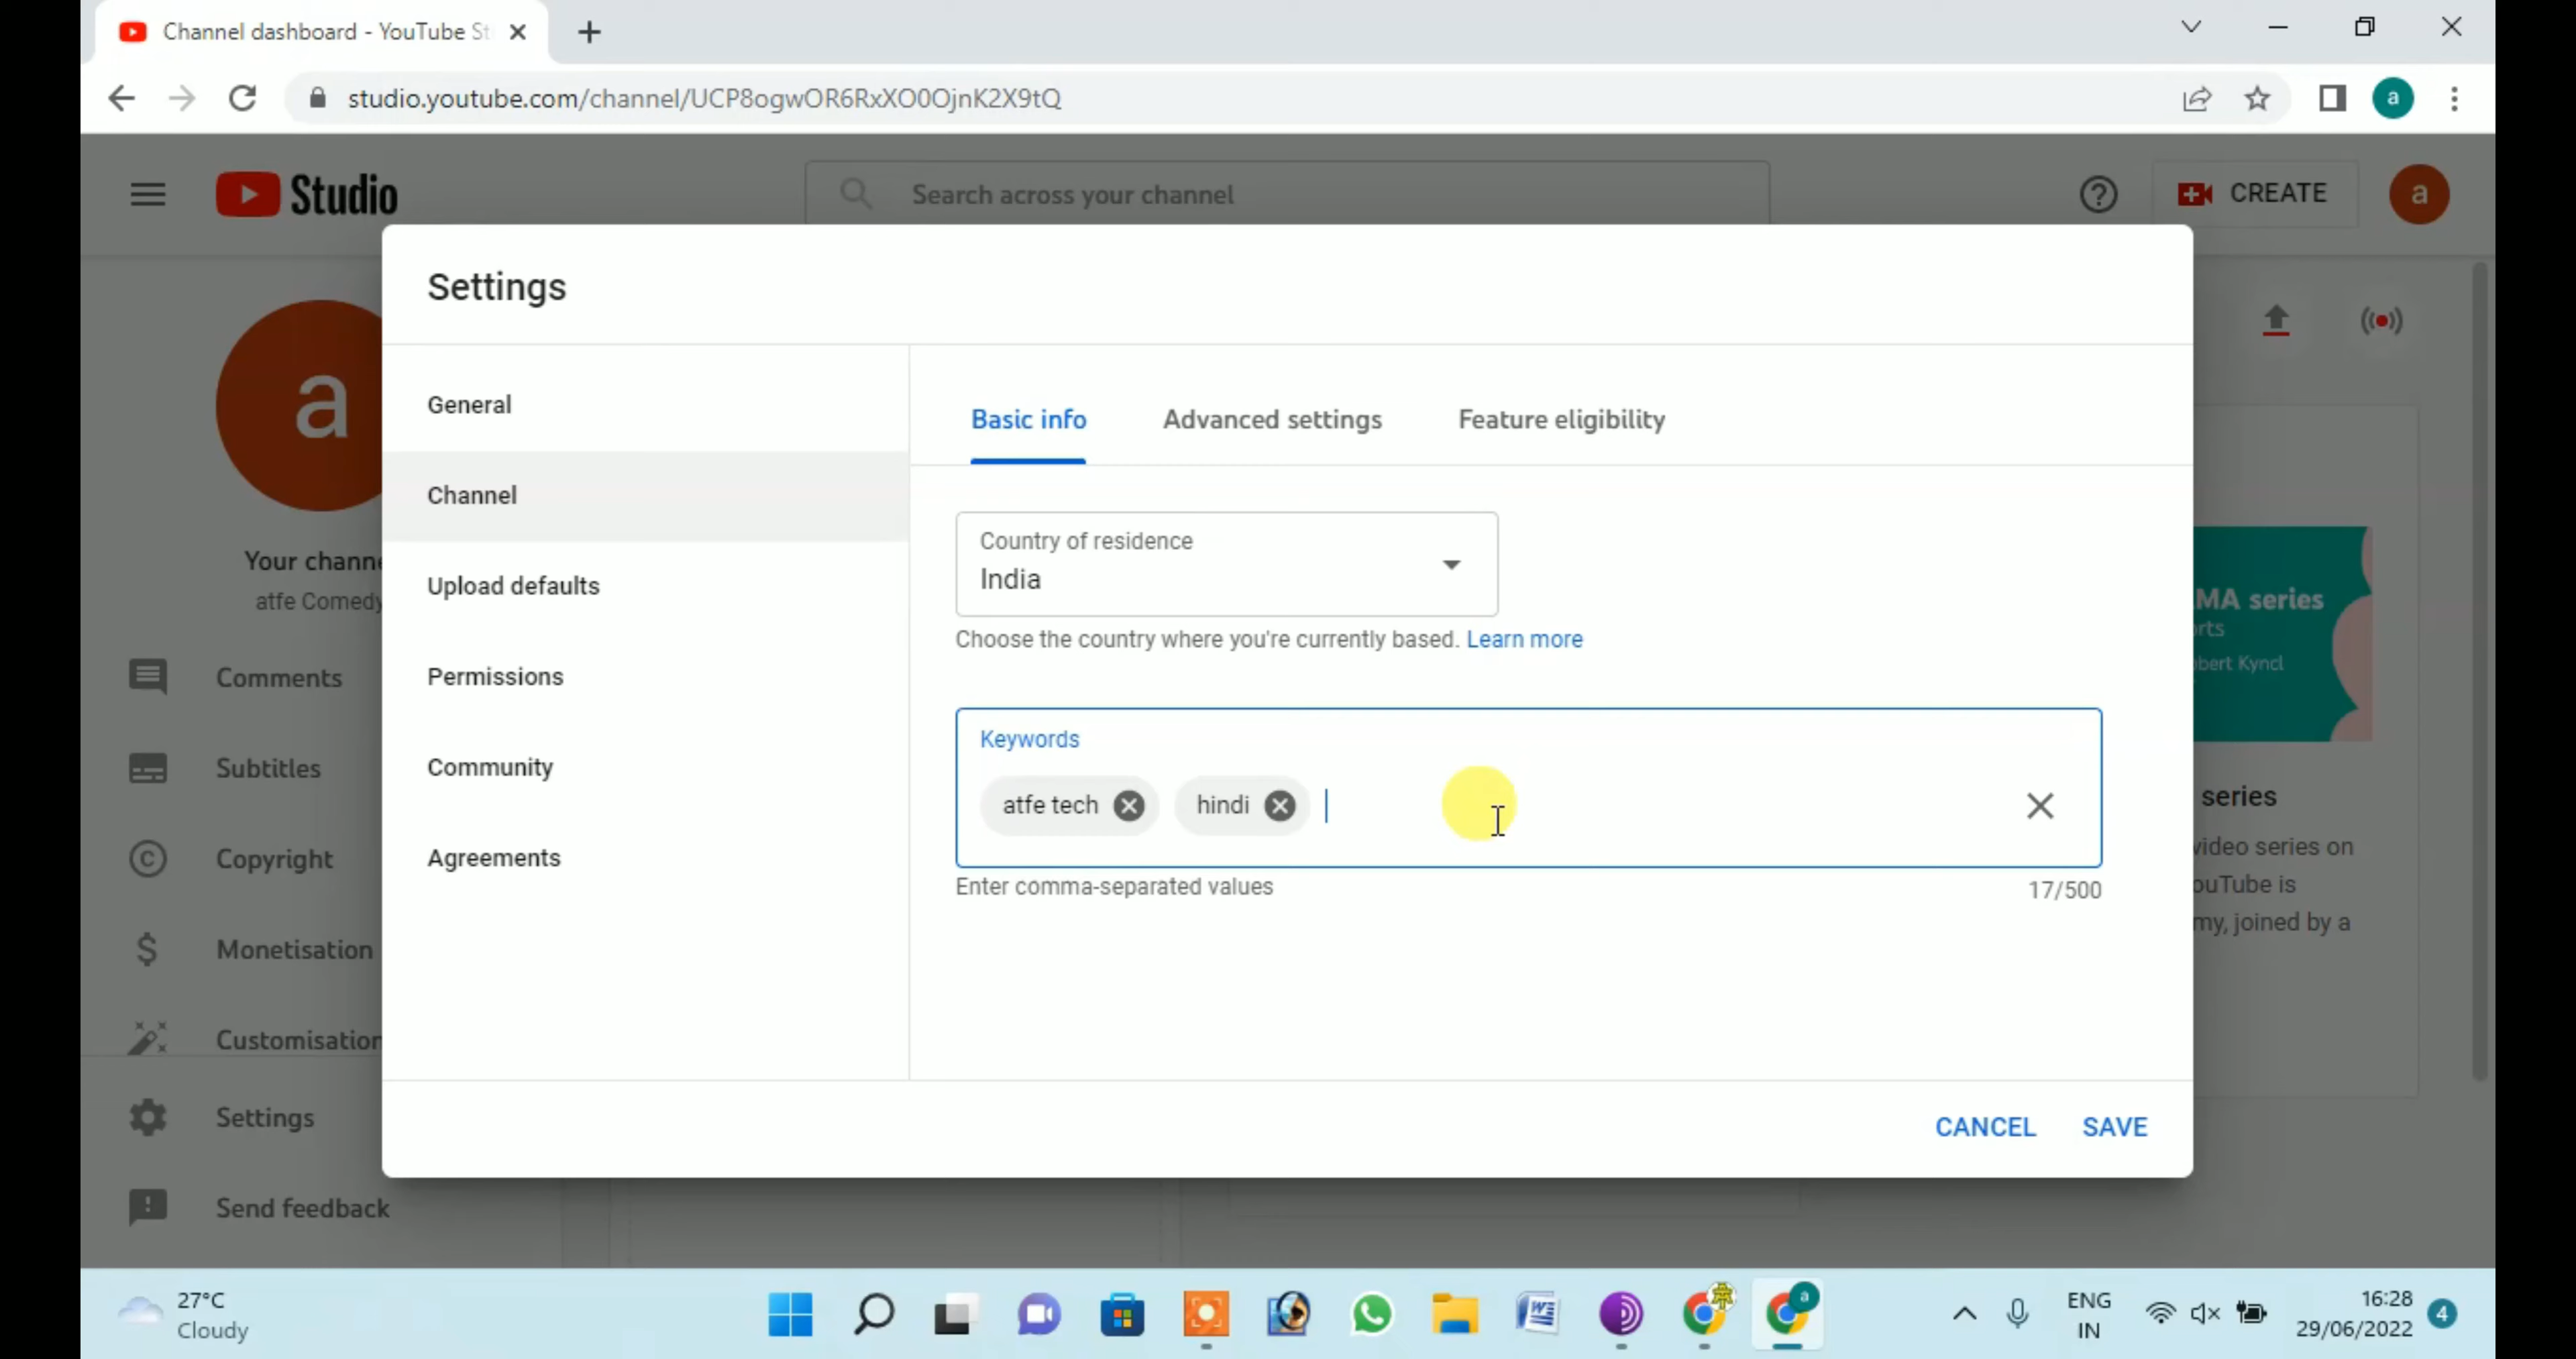 Channel dashboard - YouTube St
studio.youtube.com/channel/UCP8ogwOR6RxXO0OjnK2X9tQ
a
Studio
Search across your channel
CREATE
a
Settings
a
General
Basic info
Advanced settings
Feature eligibility
Channel
Country of residence
India
Your channe
atfe Comedy
Upload defaults
MA series
rts
bert Kyncl
Choose the country where you're currently based. Learn more
Comments
Permissions
Keywords
Subtitles
Community
atfe tech
hindi
series
Copyright
Agreements
Enter comma-separated values
17/500
video series on
ouTube is
my, joined by a
Monetisation
Customisation
Settings
CANCEL
SAVE
Send feedback
27°C
Cloudy
a
ENG
IN
16:28
29/06/2022
4